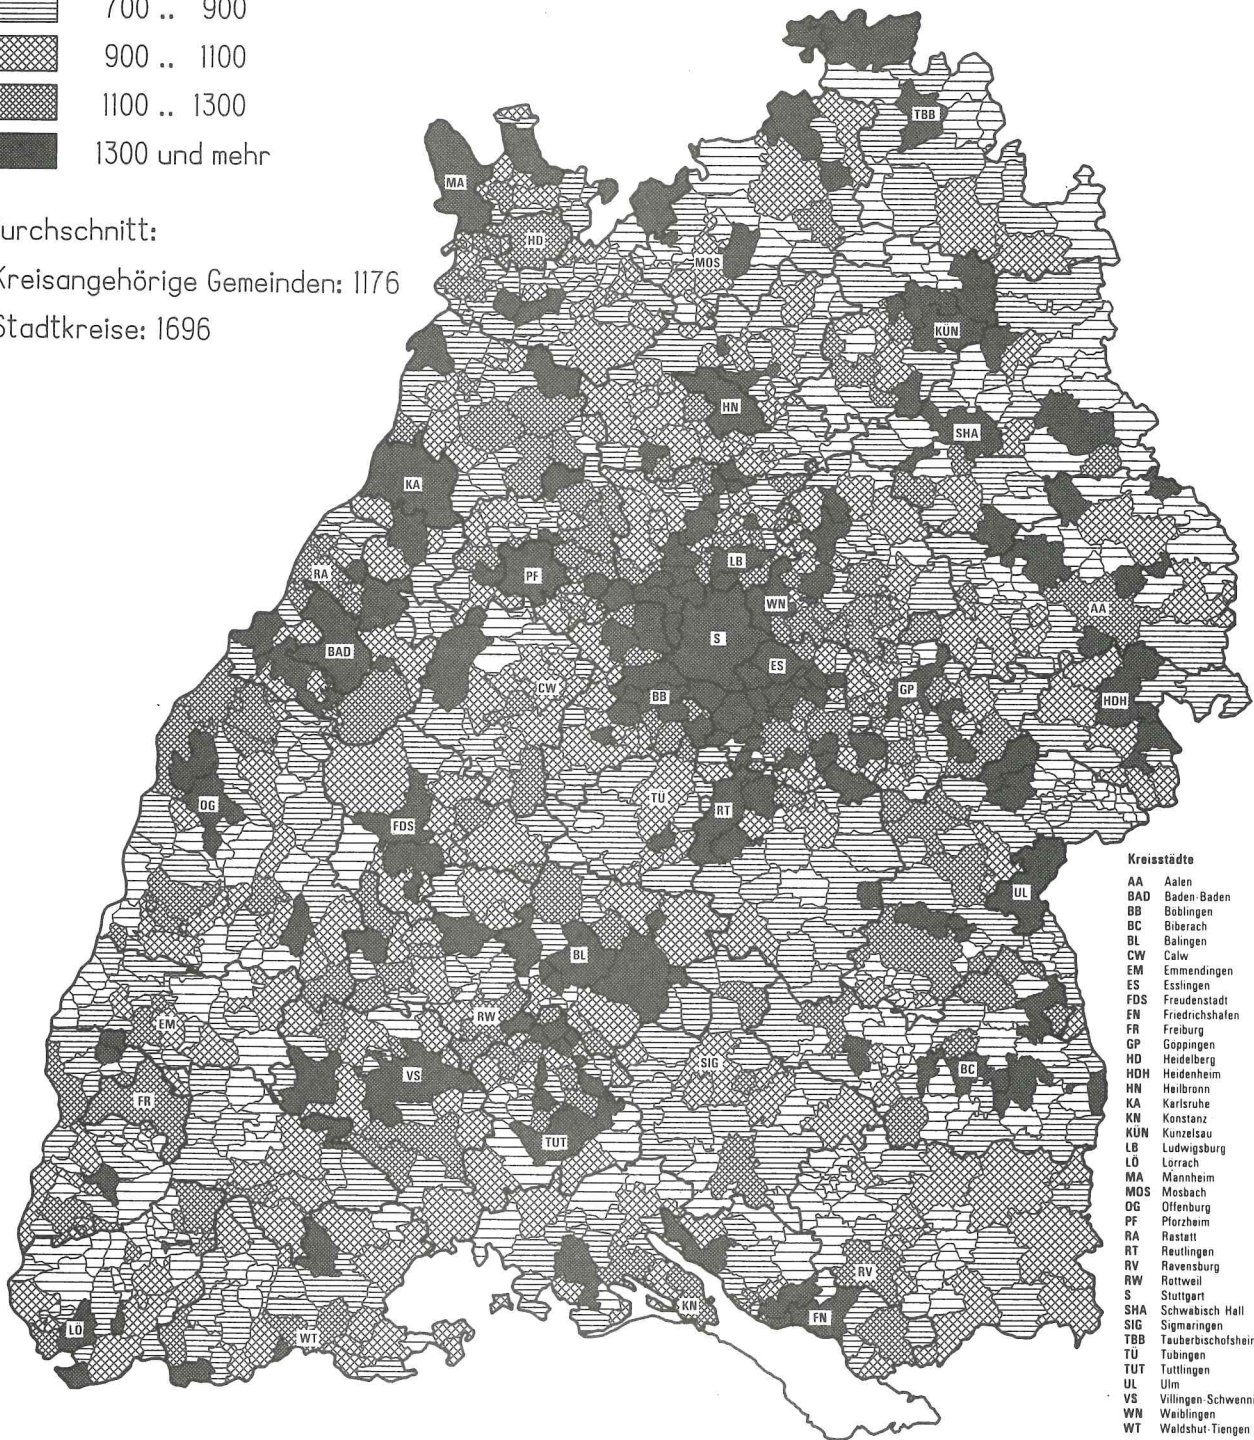 700 .. 900
900 .. 1100
1100 .. 1300
1300 und mehr
urchschnitt:
Kreisangehörige Gemeinden: 1176
Stadtkreise: 1696
TBB
MA
HD
MOS
KÜN
HN
SHA
KA
PF
LB
RA
WN
AA
S
BAD
ES
CW
BB
GP
HDH
OG
TÜ
RT
FDS
UL
BL
RW
EM
SIG
VS
BC
FR
TUT
RV
KN
FN
LÖ
WT
Kreisstädte
AA Aalen
BAD Baden-Baden
BB Böblingen
BC Biberach
BL Balingen
CW Calw
EM Emmendingen
ES Esslingen
FDS Freudenstadt
FN Friedrichshafen
FR Freiburg
GP Göppingen
HD Heidelberg
HDH Heidenheim
HN Heilbronn
KA Karlsruhe
KN Konstanz
KÜN Künzelsau
LB Ludwigsburg
LÖ Lörrach
MA Mannheim
MOS Mosbach
OG Offenburg
PF Pforzheim
RA Rastatt
RT Reutlingen
RV Ravensburg
RW Rottweil
S Stuttgart
SHA Schwäbisch Hall
SIG Sigmaringen
TBB Tauberbischofsheim
TÜ Tübingen
TUT Tuttlingen
UL Ulm
VS Villingen-Schwenni
WN Waiblingen
WT Waldshut-Tiengen